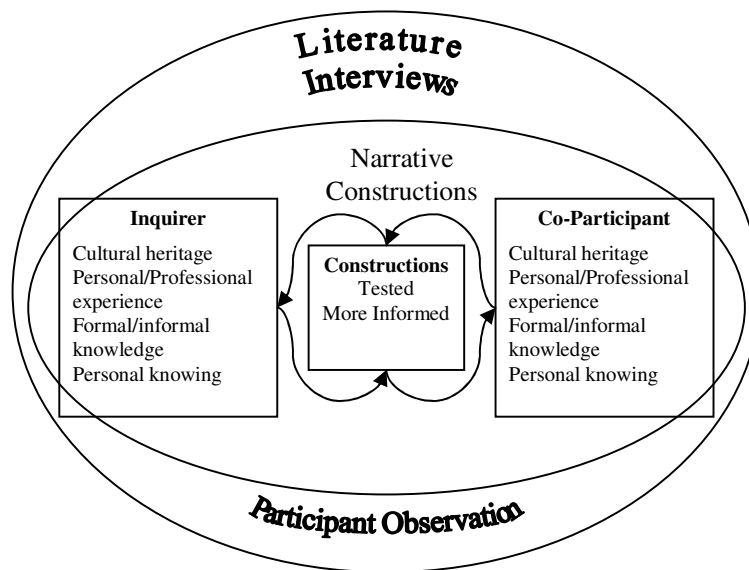 Literature
Interviews
Narrative
Constructions
Inquirer
Cultural heritage
Personal/Professional
experience
Formal/informal
knowledge
Personal knowing
Constructions
Tested
More Informed
Co-Participant
Cultural heritage
Personal/Professional
experience
Formal/informal
knowledge
Personal knowing
Participant Observation